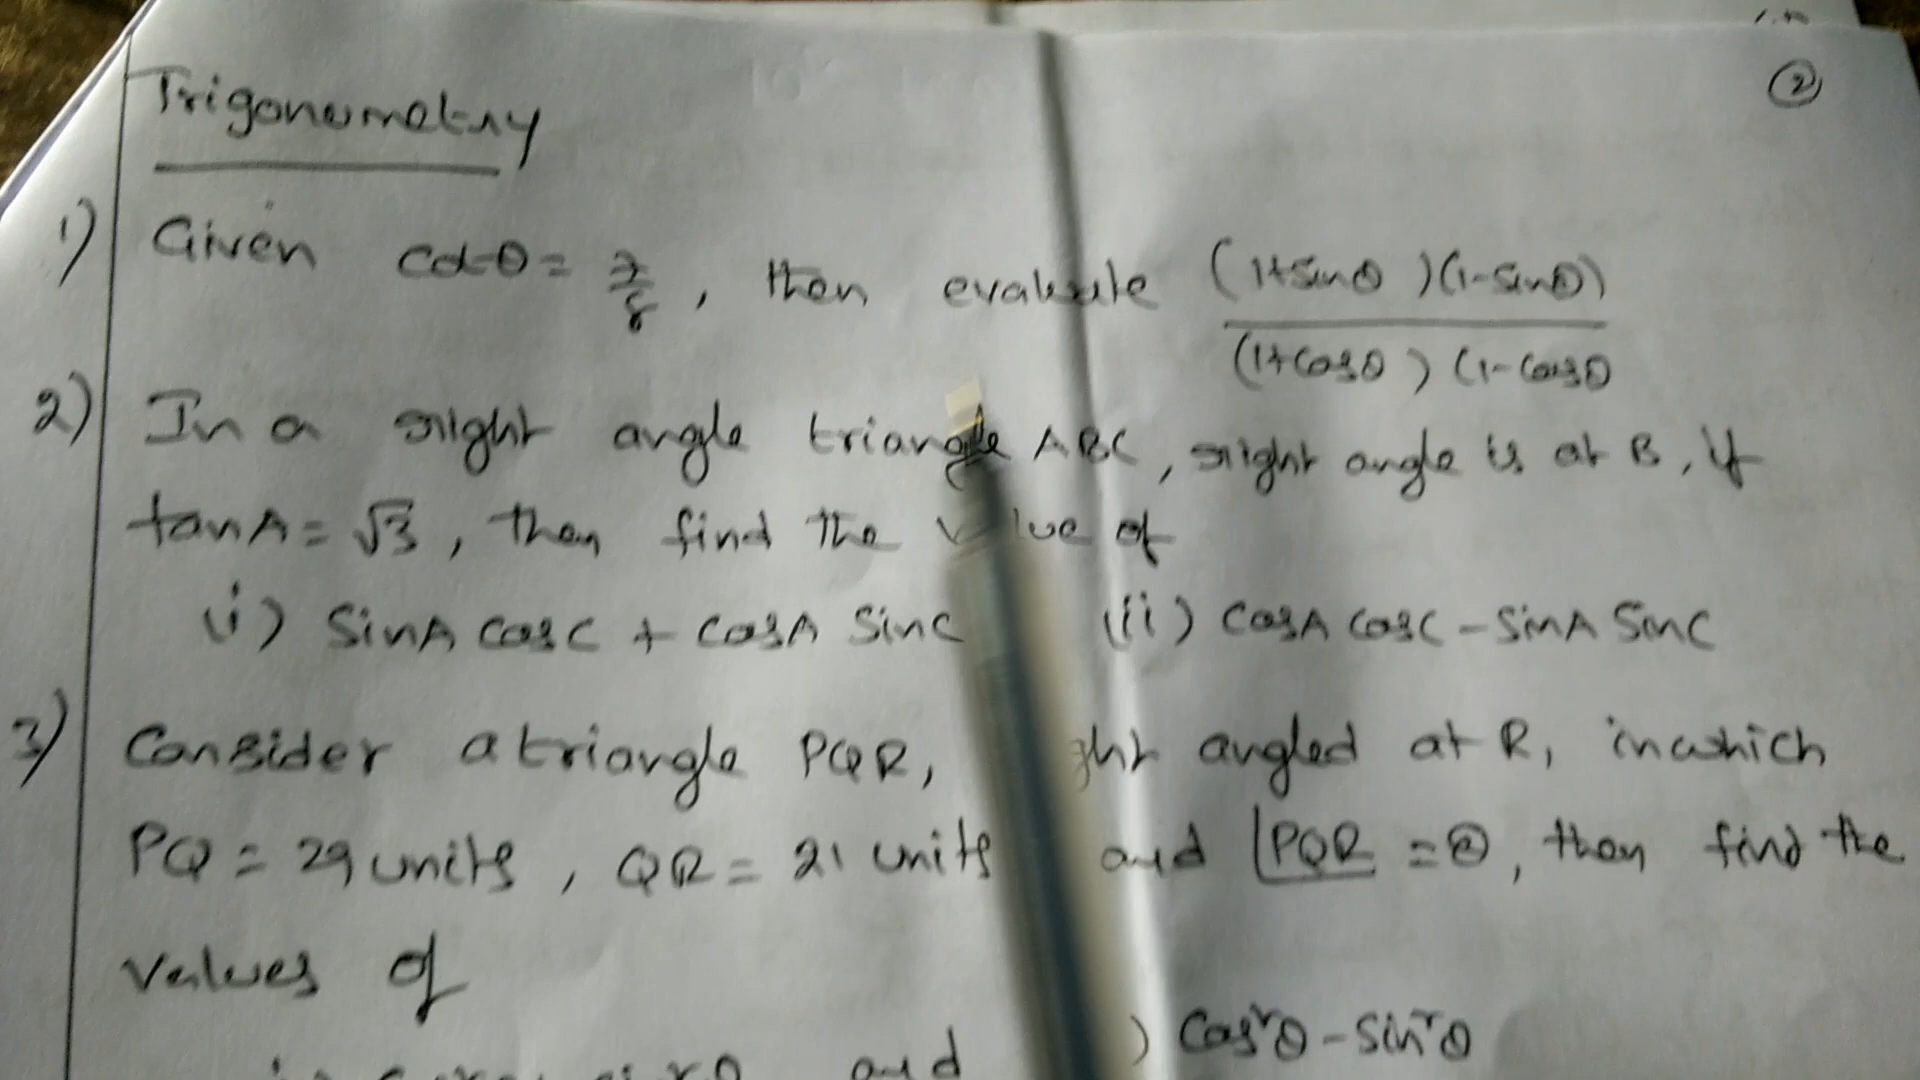 ②
Trigonometry
1) Given cotθ = 7/8, then evaluate (1+sinθ)(1-sinθ)
(1+cosθ) (1-cosθ
2) In a right angle triangle ABC, right angle is at B, if
tanA = √3, then find the value of
(i) SinA CosC + CosA SinC (ii) CosA CosC - SinA SinC
3) Consider a triangle PQR, ght angled at R, in which
PQ = 29 units, QR = 21 units and ∠PQR = θ, then find the
values of
and ) Cos²θ - Sin²θ